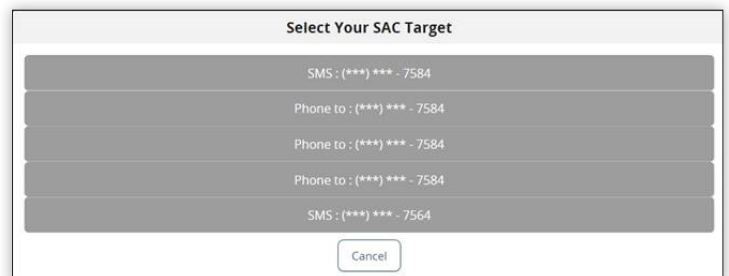 Select Your SAC Target
SMS : (***) *** - 7584
Phone to : (***) *** - 7584
Phone to : (***) *** - 7584
Phone to : (***) *** - 7584
SMS : (***) *** - 7564
Cancel